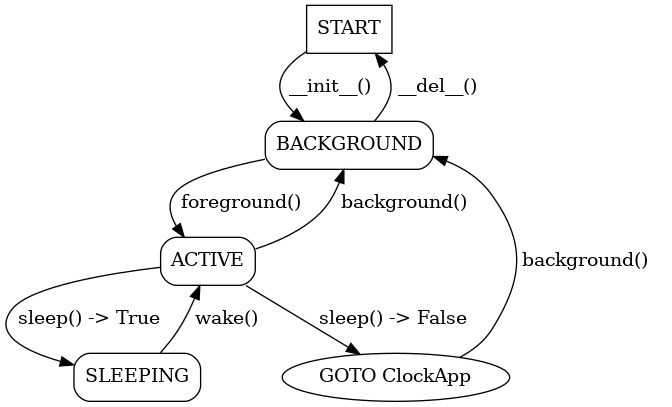 START
__init__()
__del__()
BACKGROUND
foreground()
background()
ACTIVE
background()
sleep() -> True
wake()
sleep() -> False
SLEEPING
GOTO ClockApp